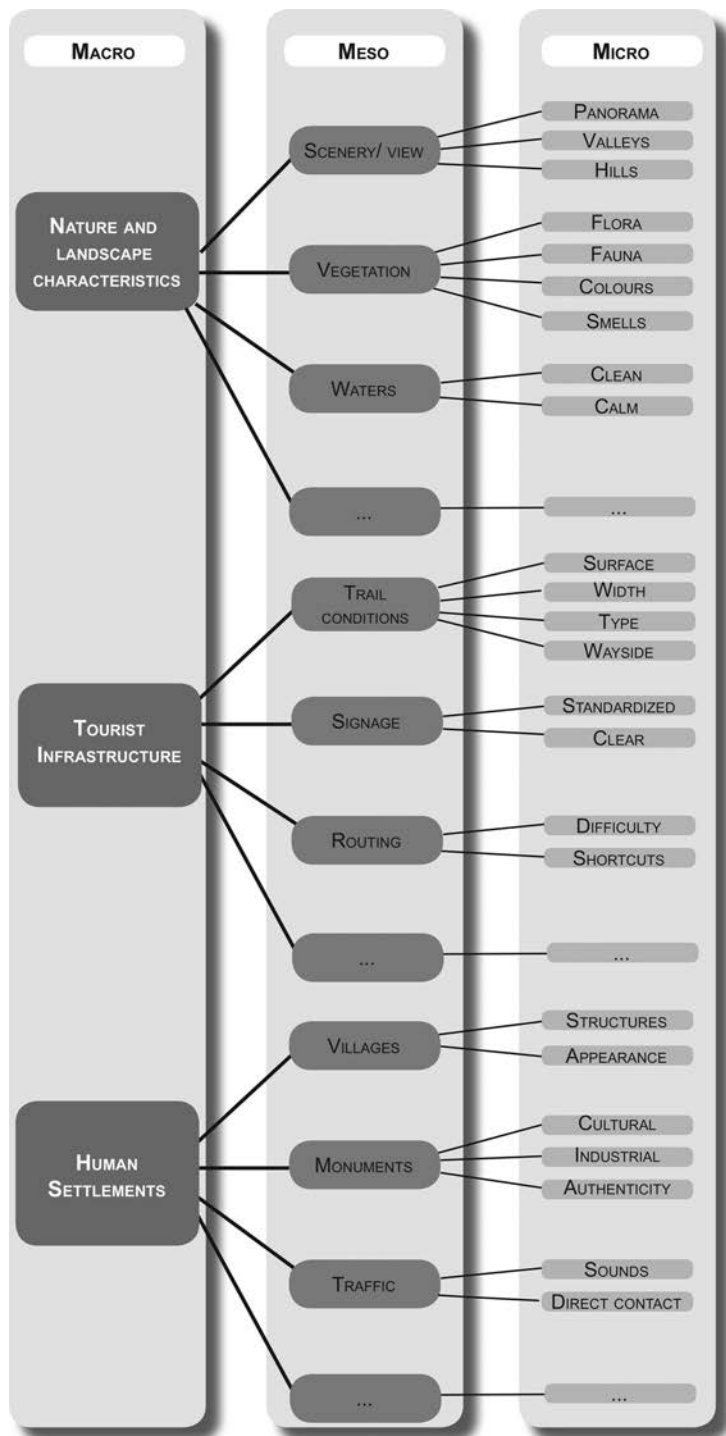 MACRO
MESO
MICRO
NATURE AND
LANDSCAPE
CHARACTERISTICS
SCENERY/ VIEW
PANORAMA
VALLEYS
HILLS
VEGETATION
FLORA
FAUNA
COLOURS
SMELLS
WATERS
CLEAN
CALM
...
...
TOURIST
INFRASTRUCTURE
TRAIL
CONDITIONS
SURFACE
WIDTH
TYPE
WAYSIDE
SIGNAGE
STANDARDIZED
CLEAR
ROUTING
DIFFICULTY
SHORTCUTS
...
...
HUMAN
SETTLEMENTS
VILLAGES
STRUCTURES
APPEARANCE
MONUMENTS
CULTURAL
INDUSTRIAL
AUTHENTICITY
TRAFFIC
SOUNDS
DIRECT CONTACT
...
...